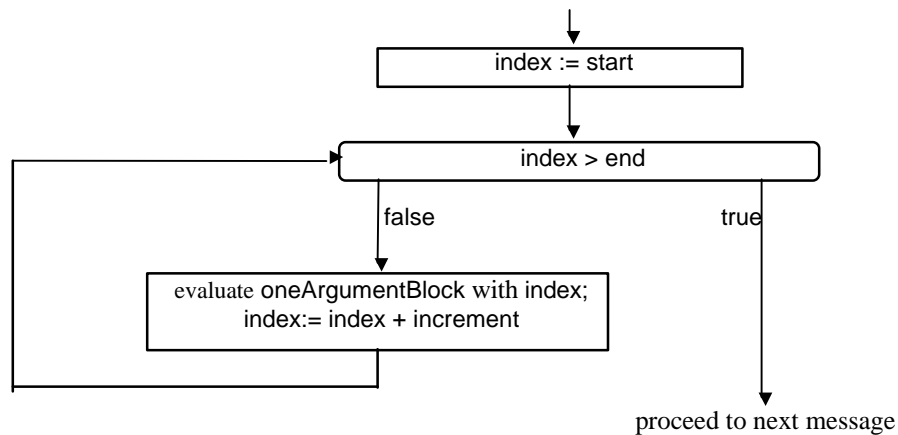 index := start
index > end
false
true
evaluate oneArgumentBlock with index;
index:= index + increment
proceed to next message